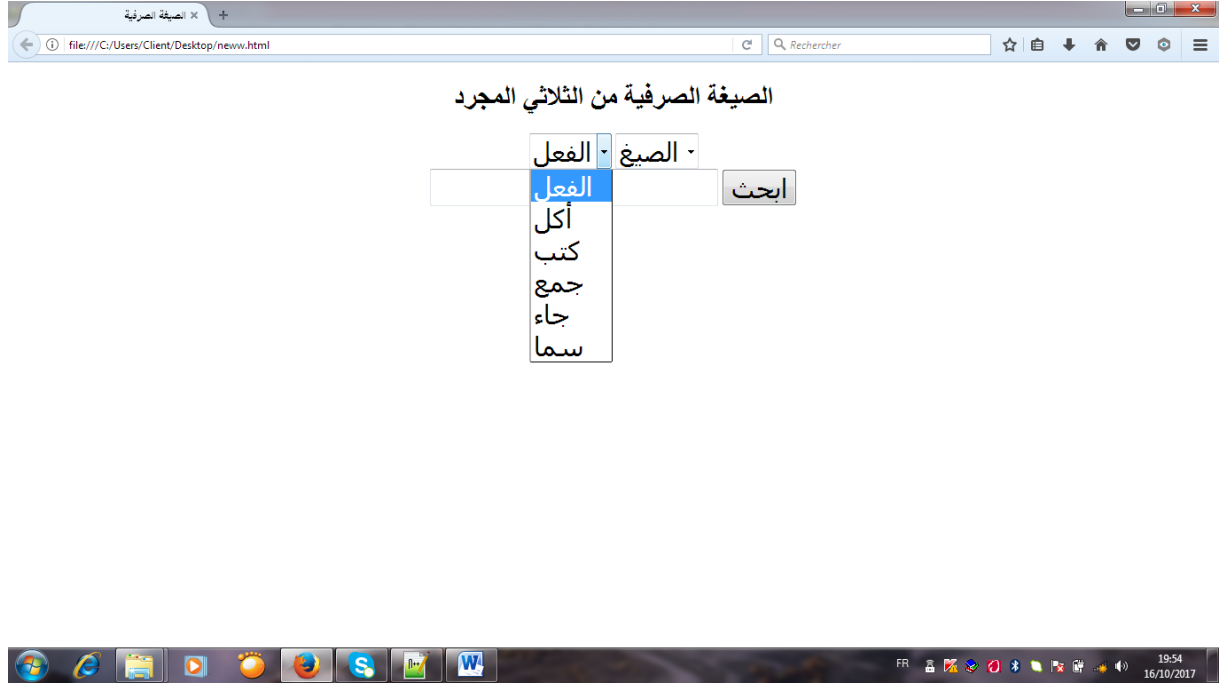 الصيغة الصرفية
file:///C:/Users/Client/Desktop/neww.html
Rechercher
الصيغة الصرفية من الثلاثي المجرد
الفعل الصيغ
ابحث
الفعل
أكل
كتب
جمع
جاء
سما
FR
19:54
16/10/2017